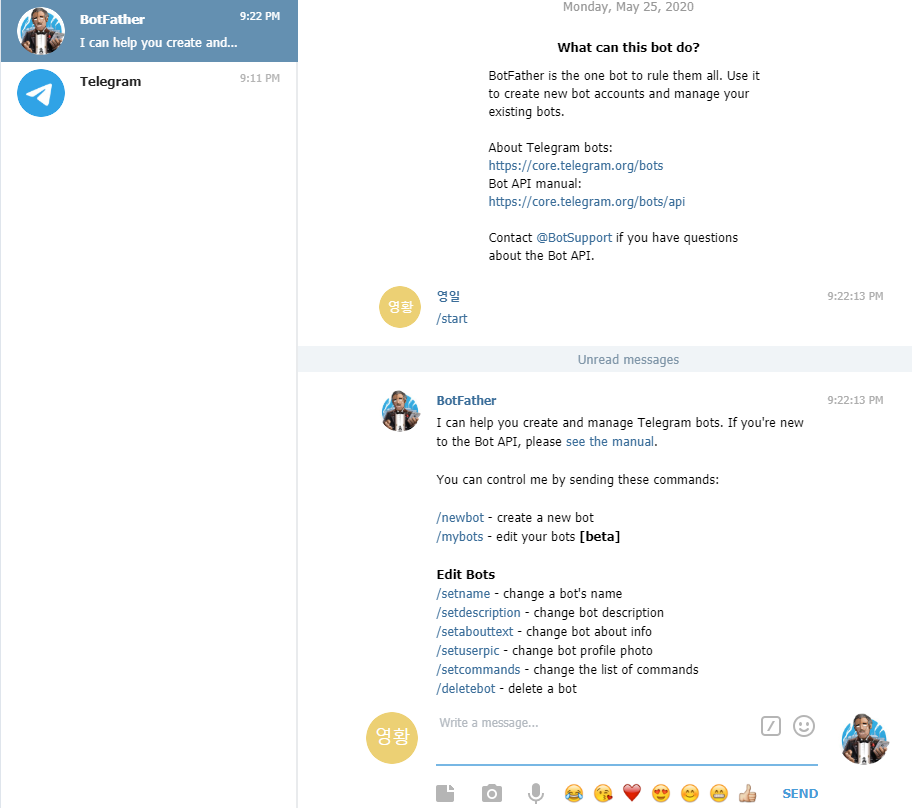 BotFather
9:22 PM
I can help you create and...
Telegram
9:11 PM
Monday, May 25, 2020
What can this bot do?
BotFather is the one bot to rule them all. Use it
to create new bot accounts and manage your
existing bots.
About Telegram bots:
https://core.telegram.org/bots
Bot API manual:
https://core.telegram.org/bots/api
Contact @BotSupport if you have questions
about the Bot API.
영황
영일
9:22:13 PM
/start
Unread messages
BotFather
9:22:13 PM
I can help you create and manage Telegram bots. If you're new
to the Bot API, please see the manual.
You can control me by sending these commands:
/newbot - create a new bot
/mybots - edit your bots [beta]
Edit Bots
/setname - change a bot's name
/setdescription - change bot description
/setabouttext - change bot about info
/setuserpic - change bot profile photo
/setcommands - change the list of commands
/deletebot - delete a bot
영황
Write a message...
SEND